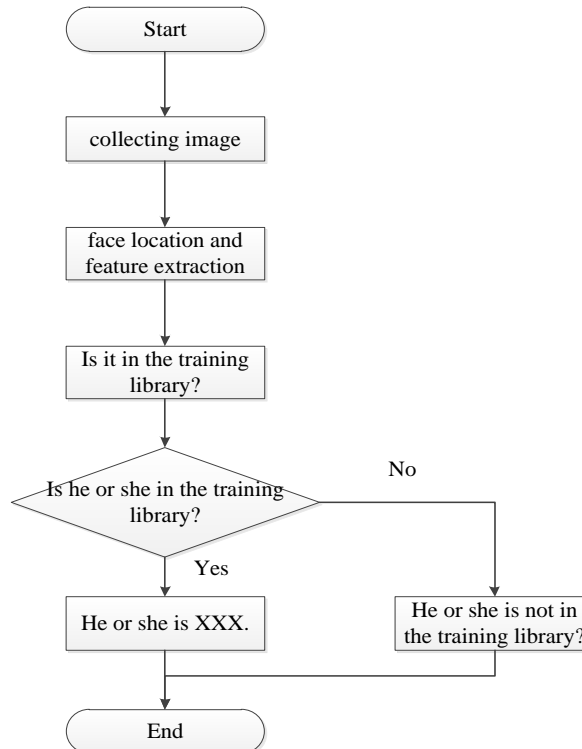 Start
collecting image
face location and
feature extraction
Is it in the training
library?
Is he or she in the training
library?
No
Yes
He or she is XXX.
He or she is not in
the training library?
End